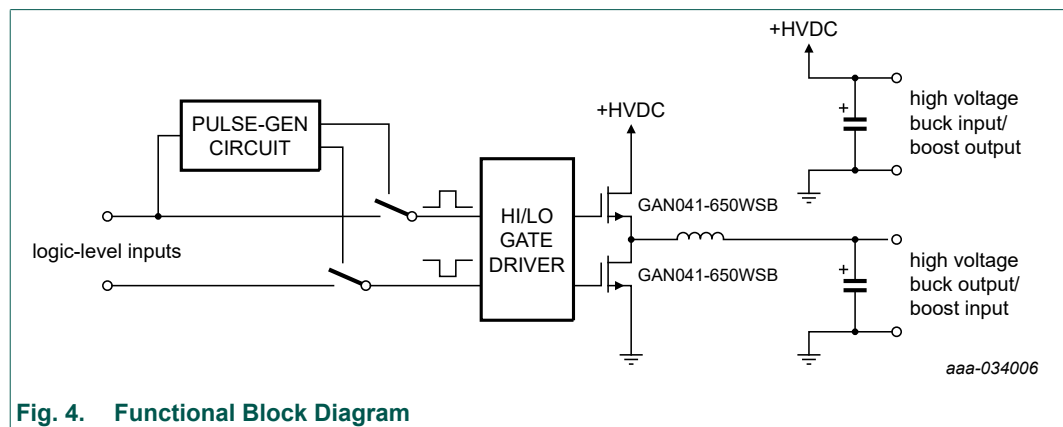 +HVDC
high voltage
buck input/
boost output
+
PULSE-GEN
CIRCUIT
+HVDC
GAN041-650WSB
HI/LO
GATE
DRIVER
logic-level inputs
GAN041-650WSB
+
high voltage
buck output/
boost input
aaa-034006
Fig. 4. Functional Block Diagram